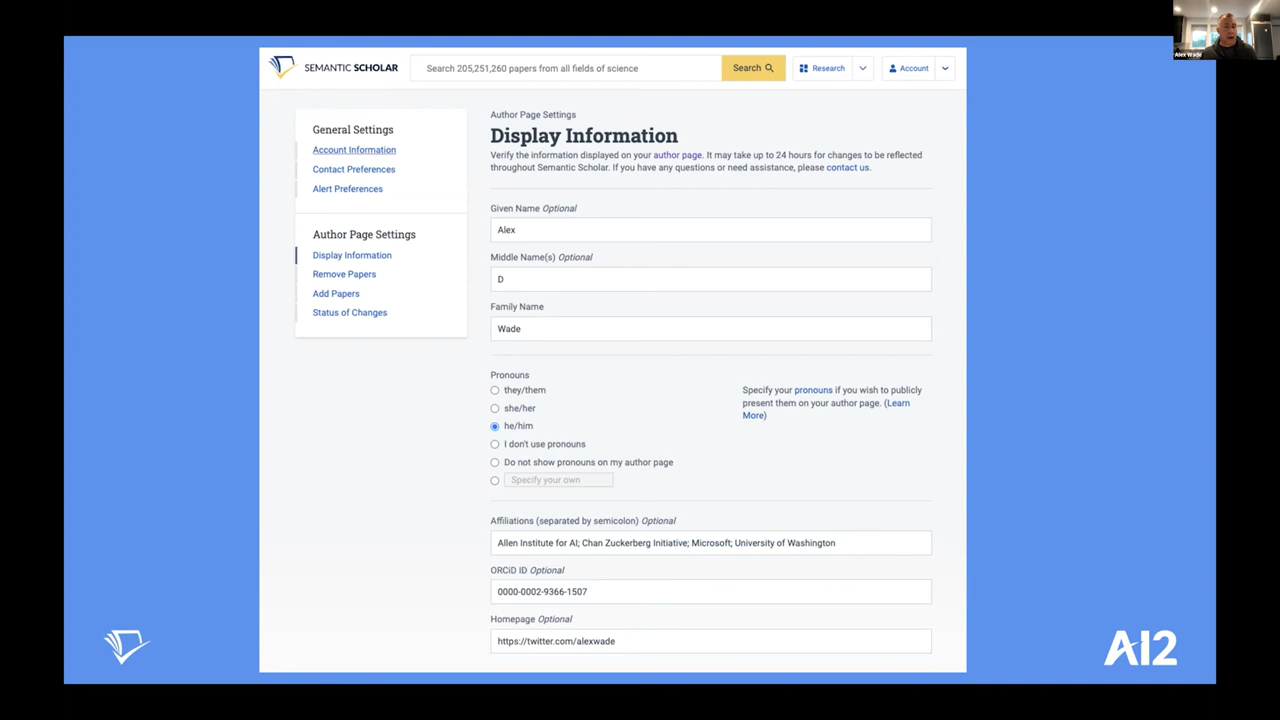 Alex Wade
SEMANTIC SCHOLAR
Search 205,251,260 papers from all fields of science
Search
Research
Account
General Settings
Account Information
Contact Preferences
Alert Preferences
Author Page Settings
Display Information
Remove Papers
Add Papers
Status of Changes
Author Page Settings
Display Information
Verify the information displayed on your author page. It may take up to 24 hours for changes to be reflected
throughout Semantic Scholar. If you have any questions or need assistance, please contact us.
Given Name Optional
Alex
Middle Name(s) Optional
D
Family Name
Wade
Pronouns
they/them
she/her
he/him
I don't use pronouns
Do not show pronouns on my author page
Specify your own
Specify your pronouns if you wish to publicly
present them on your author page. (Learn
More)
Affiliations (separated by semicolon) Optional
Allen Institute for AI; Chan Zuckerberg Initiative; Microsoft; University of Washington
ORCiD ID Optional
0000-0002-9366-1507
Homepage Optional
https://twitter.com/alexwade
AI2